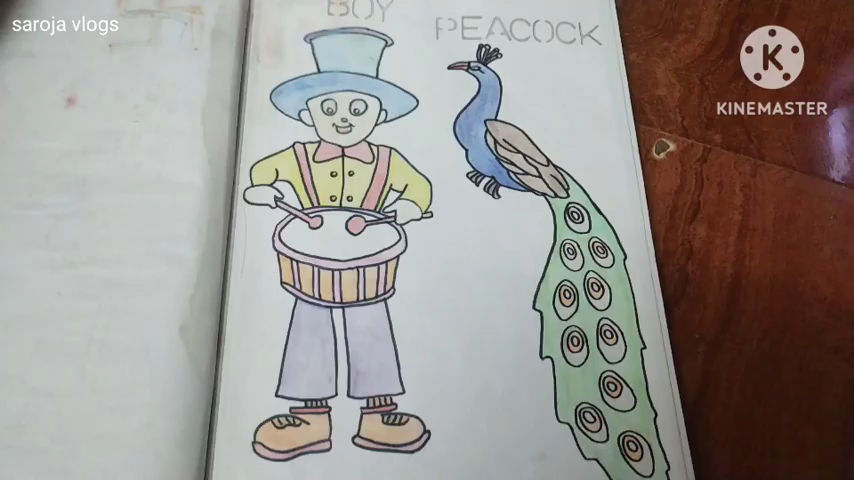 saroja vlogs
BOY
PEACOCK
K
KINEMASTER